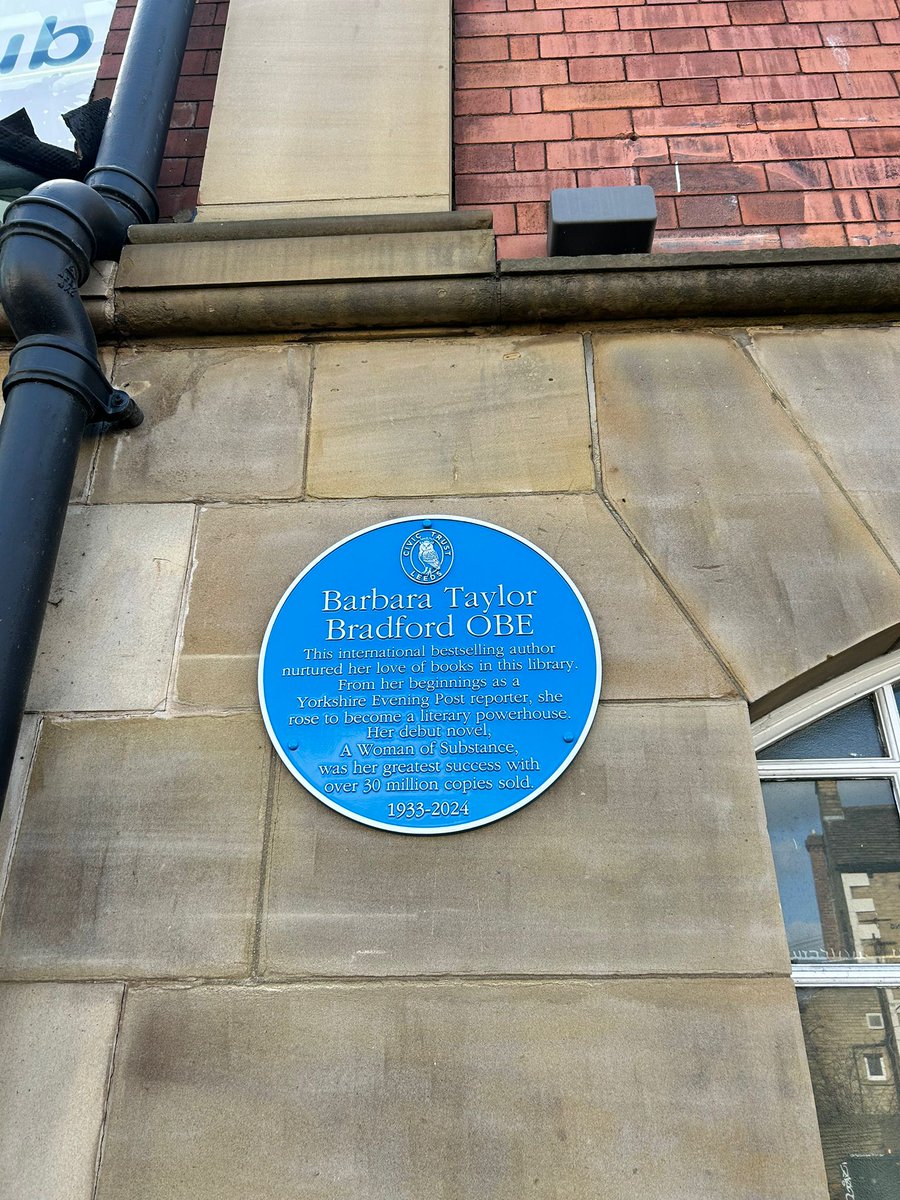 CIVIC TRUST
LEEDS
Barbara Taylor
Bradford OBE
This international bestselling author
nurtured her love of books in this library.
From her beginnings as a
Yorkshire Evening Post reporter, she
rose to become a literary powerhouse.
Her debut novel,
A Woman of Substance,
was her greatest success with
over 30 million copies sold.
1933-2024